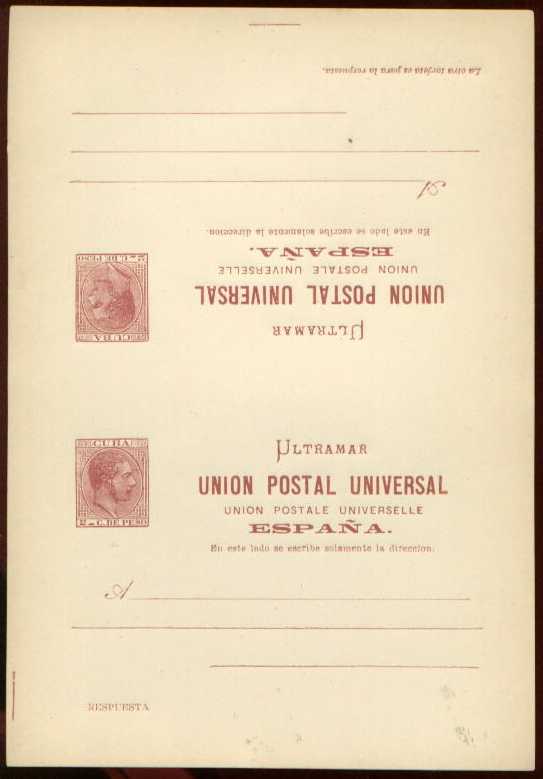 La otra tarjeta es para la respuesta.
A
En este lado se escribe solamente la direccion.
ESPAÑA.
UNION POSTALE UNIVERSELLE
UNION POSTAL UNIVERSAL
ULTRAMAR
CUBA
2 C. DE PESO
CUBA
2 C. DE PESO
ULTRAMAR
UNION POSTAL UNIVERSAL
UNION POSTALE UNIVERSELLE
ESPAÑA.
En este lado se escribe solamente la direccion.
A
RESPUESTA